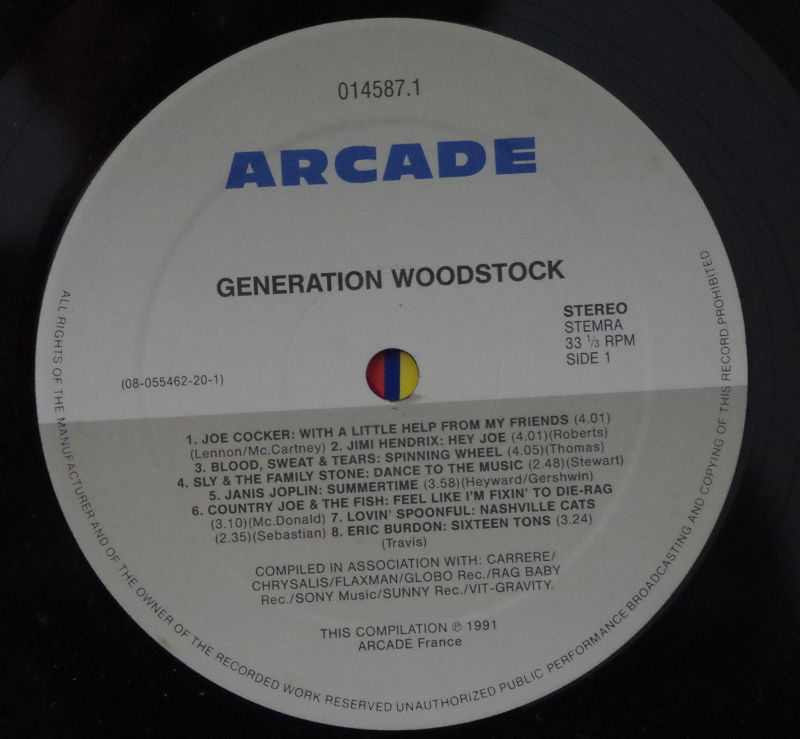 014587.1
ARCADE
GENERATION WOODSTOCK
STEREO
STEMRA
33 1/3 RPM
SIDE 1
(08-055462-20-1)
1. JOE COCKER: WITH A LITTLE HELP FROM MY FRIENDS (4.01)
(Lennon/Mc.Cartney) 2. JIMI HENDRIX: HEY JOE (4.01)(Roberts)
3. BLOOD, SWEAT & TEARS: SPINNING WHEEL (4.05)(Thomas)
4. SLY & THE FAMILY STONE: DANCE TO THE MUSIC (2.48)(Stewart)
5. JANIS JOPLIN: SUMMERTIME (3.58)(Heyward/Gershwin)
6. COUNTRY JOE & THE FISH: FEEL LIKE I'M FIXIN' TO DIE-RAG
(3.10)(Mc.Donald) 7. LOVIN' SPOONFUL: NASHVILLE CATS
(2.35)(Sebastian) 8. ERIC BURDON: SIXTEEN TONS (3.24)
(Travis)
COMPILED IN ASSOCIATION WITH: CARRERE/
CHRYSALIS/FLAXMAN/GLOBO Rec./RAG BABY
Rec./SONY Music/SUNNY Rec./VIT-GRAVITY.
THIS COMPILATION ℗ 1991
ARCADE France
ALL RIGHTS OF THE MANUFACTURER AND OF THE OWNER OF THE RECORDED WORK RESERVED UNAUTHORIZED PUBLIC PERFORMANCE BROADCASTING AND COPYING OF THIS RECORD PROHIBITED